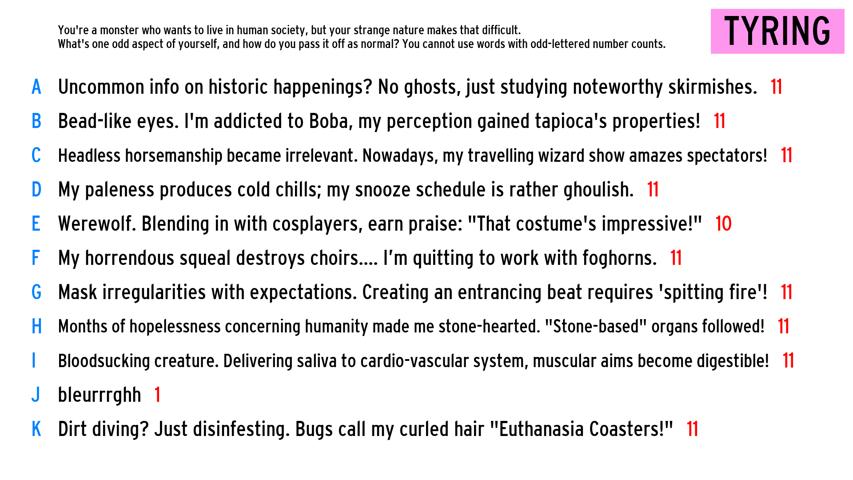 You're a monster who wants to live in human society, but your strange nature makes that difficult.
What's one odd aspect of yourself, and how do you pass it off as normal? You cannot use words with odd-lettered number counts.
TYRING
A Uncommon info on historic happenings? No ghosts, just studying noteworthy skirmishes. 11
B Bead-like eyes. I'm addicted to Boba, my perception gained tapioca's properties! 11
C Headless horsemanship became irrelevant. Nowadays, my travelling wizard show amazes spectators! 11
D My paleness produces cold chills; my snooze schedule is rather ghoulish. 11
E Werewolf. Blending in with cosplayers, earn praise: "That costume's impressive!" 10
F My horrendous squeal destroys choirs.... I'm quitting to work with foghorns. 11
G Mask irregularities with expectations. Creating an entrancing beat requires 'spitting fire'! 11
H Months of hopelessness concerning humanity made me stone-hearted. "Stone-based" organs followed! 11
I Bloodsucking creature. Delivering saliva to cardio-vascular system, muscular aims become digestible! 11
J bleurrrghh 1
K Dirt diving? Just disinfesting. Bugs call my curled hair "Euthanasia Coasters!" 11